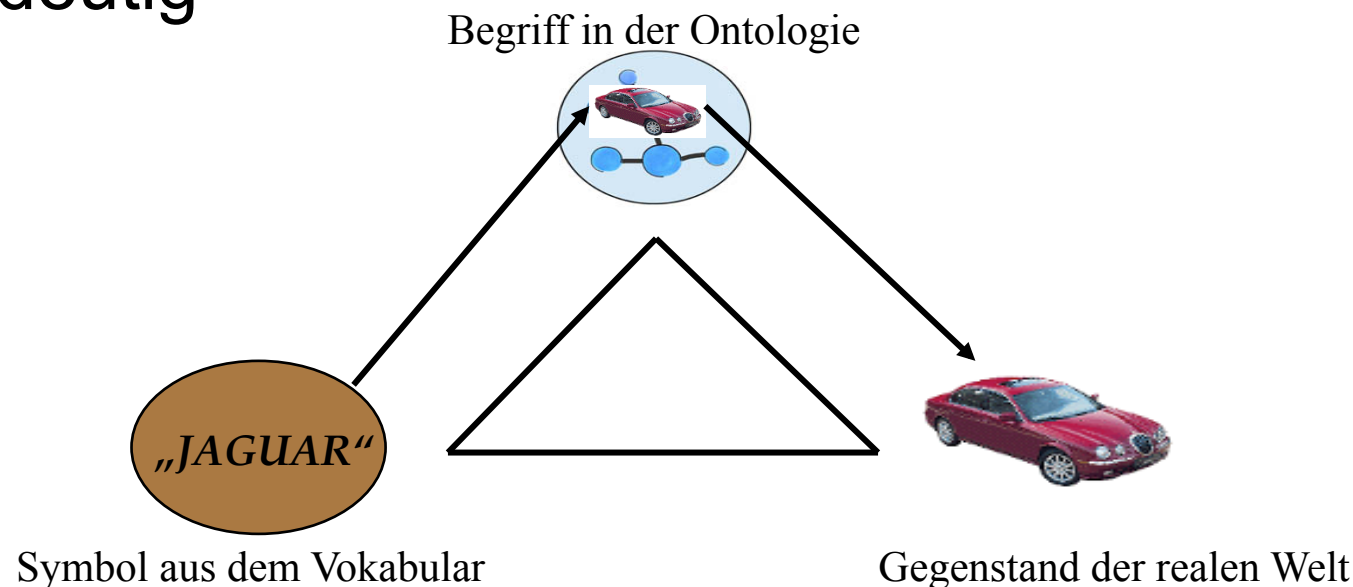 Begriff in der Ontologie
„JAGUAR“
Symbol aus dem Vokabular
Gegenstand der realen Welt